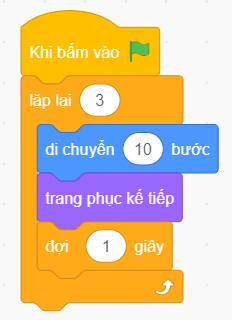 Khi bấm vào
lặp lại 3
di chuyển 10 bước
trang phục kế tiếp
đợi 1 giây